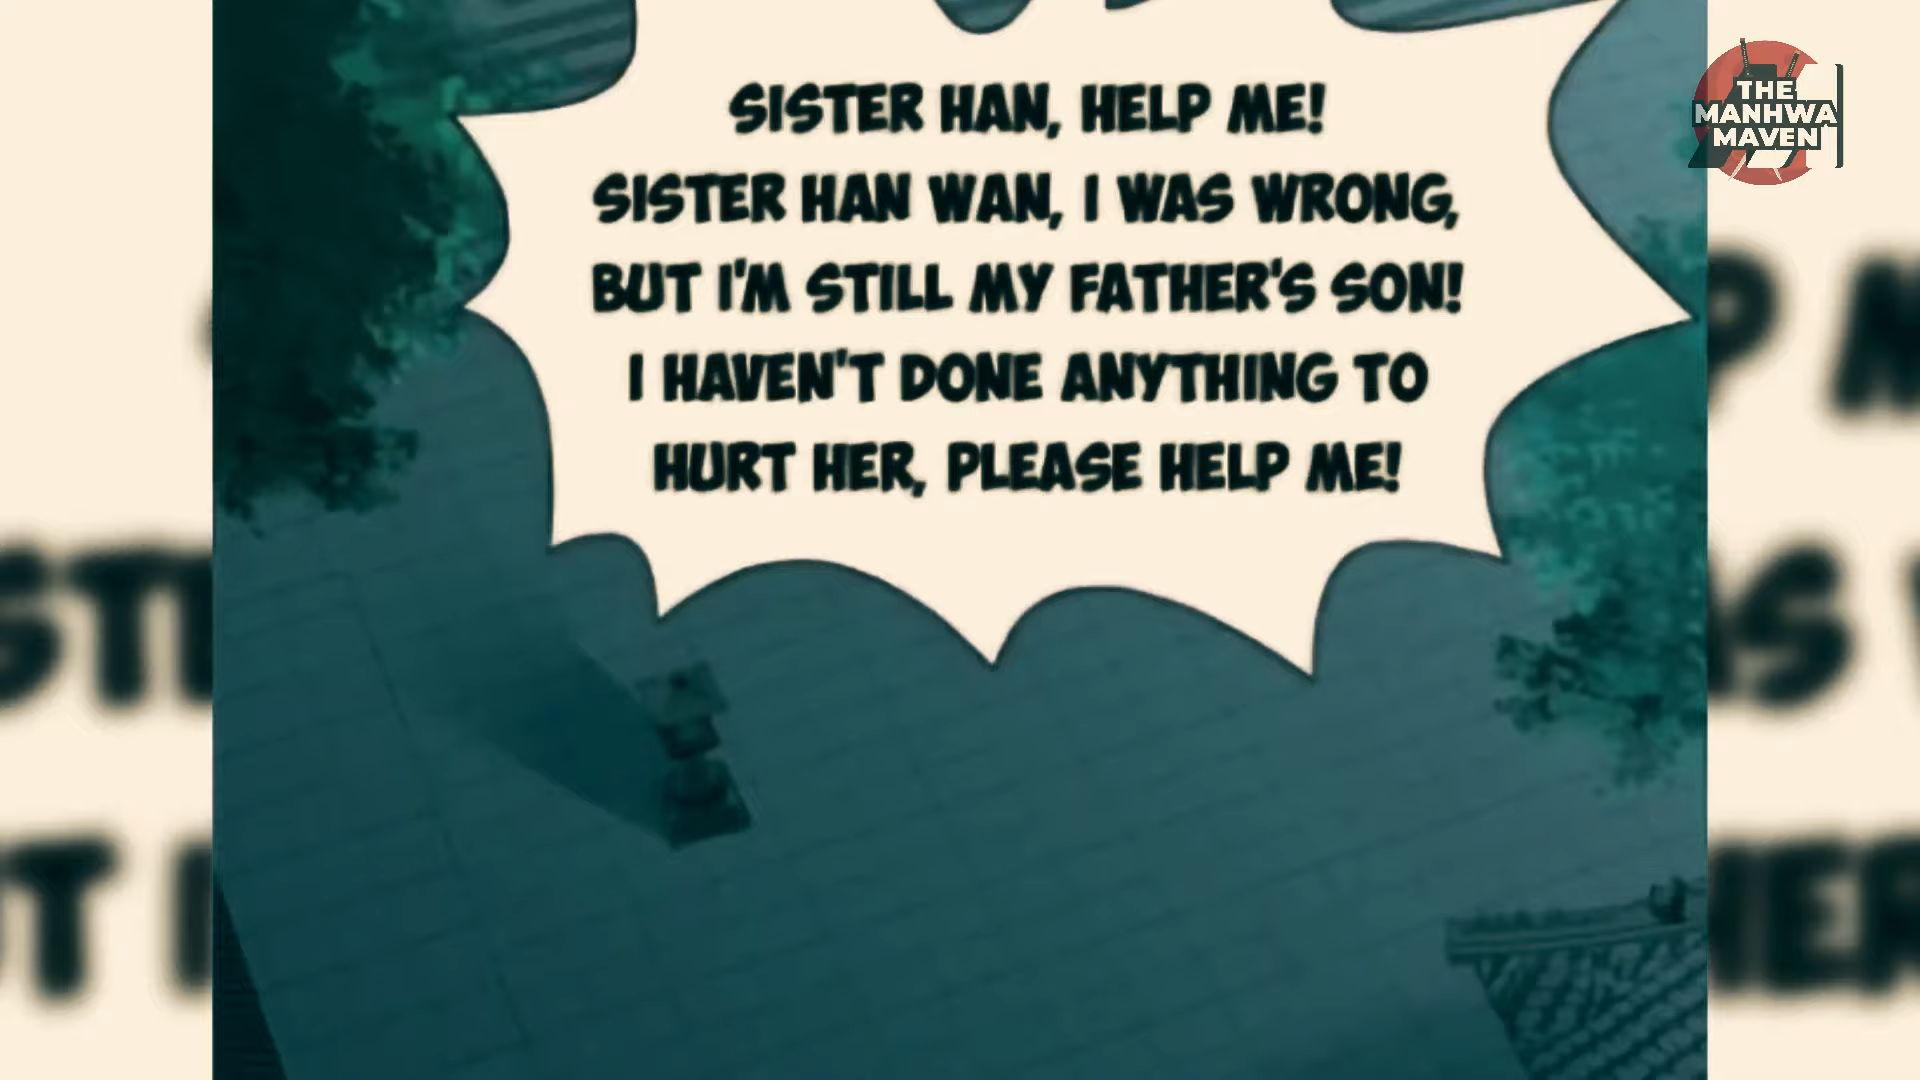 SISTER HAN, HELP ME!
SISTER HAN WAN, I WAS WRONG,
BUT I'M STILL MY FATHER'S SON!
I HAVEN'T DONE ANYTHING TO
HURT HER, PLEASE HELP ME!
THE
MANHWA
MAVEN